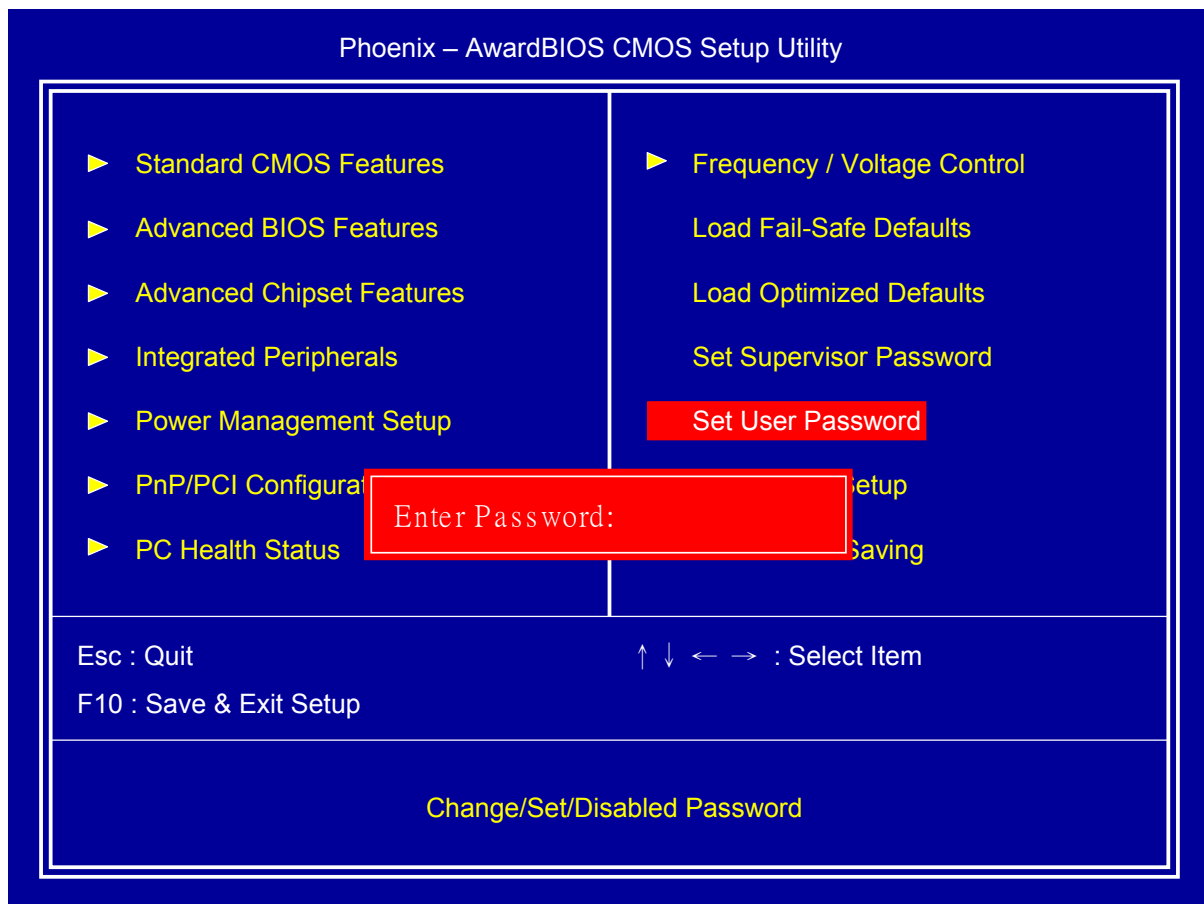 Phoenix – AwardBIOS CMOS Setup Utility
Standard CMOS Features
Advanced BIOS Features
Advanced Chipset Features
Integrated Peripherals
Power Management Setup
PnP/PCI Configurat
PC Health Status
Frequency / Voltage Control
Load Fail-Safe Defaults
Load Optimized Defaults
Set Supervisor Password
Set User Password
Setup
Saving
Enter Password:
Esc : Quit
↑ ↓ ← → : Select Item
F10 : Save & Exit Setup
Change/Set/Disabled Password